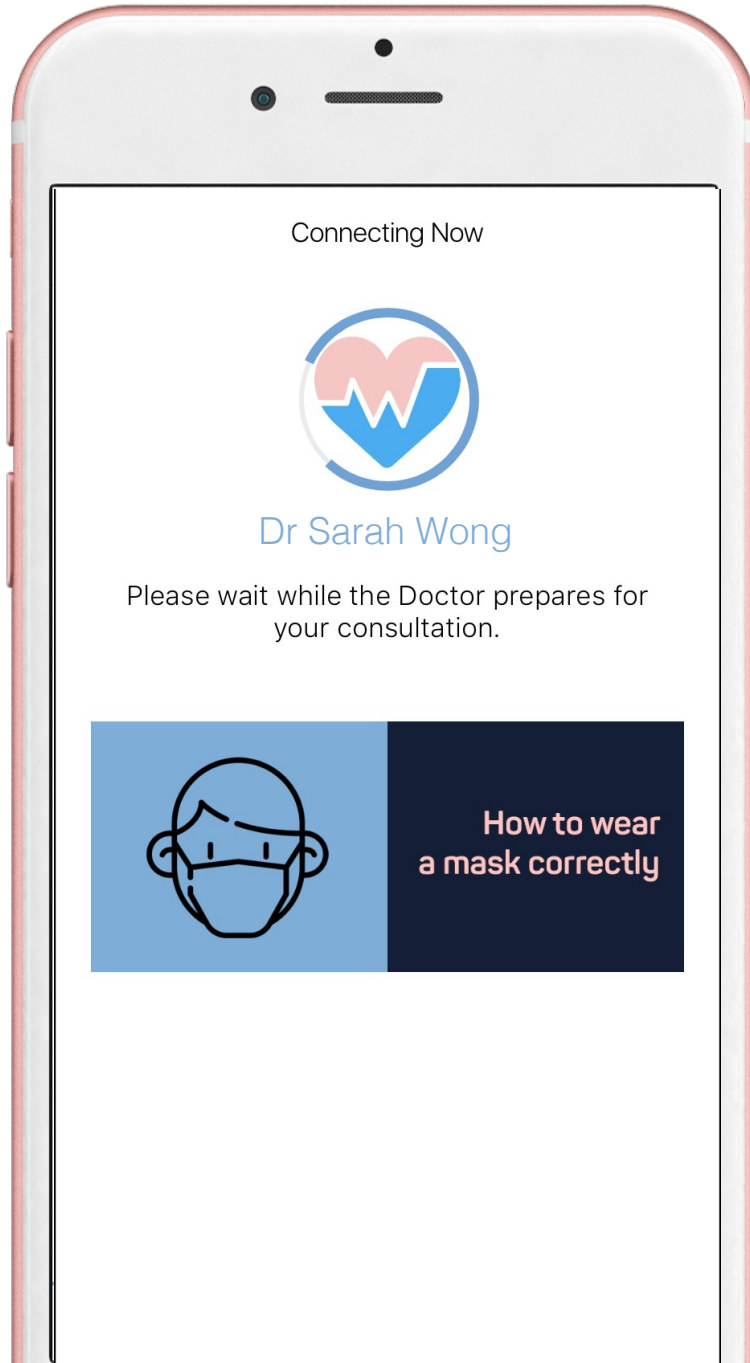 Connecting Now
Dr Sarah Wong
Please wait while the Doctor prepares for
your consultation.
How to wear
a mask correctly